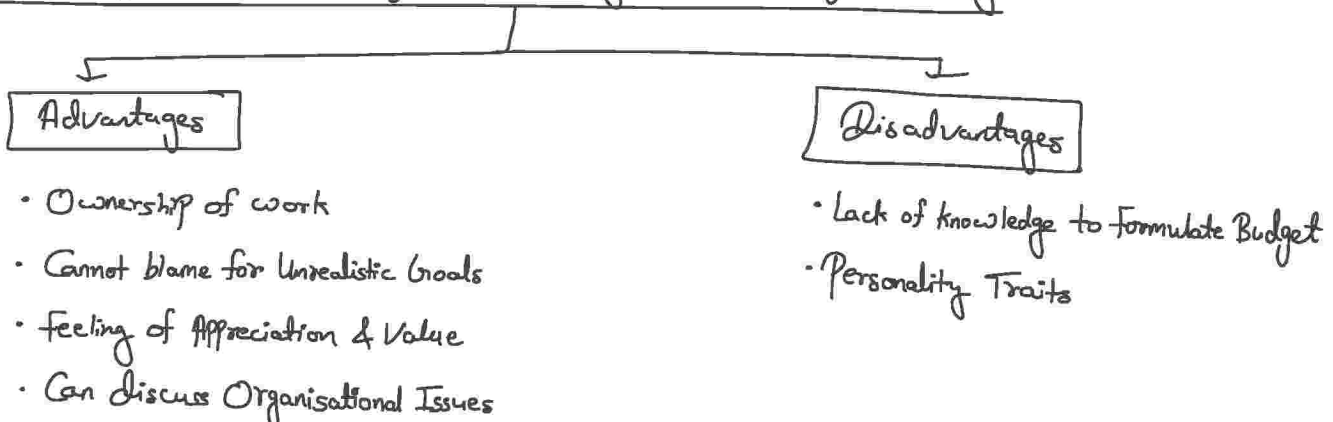 Advantages
Disadvantages
· Ownership of work
· Cannot blame for Unrealistic Goals
· Feeling of Appreciation & Value
· Can discuss Organisational Issues
· Lack of knowledge to Formulate Budget
· Personality Traits